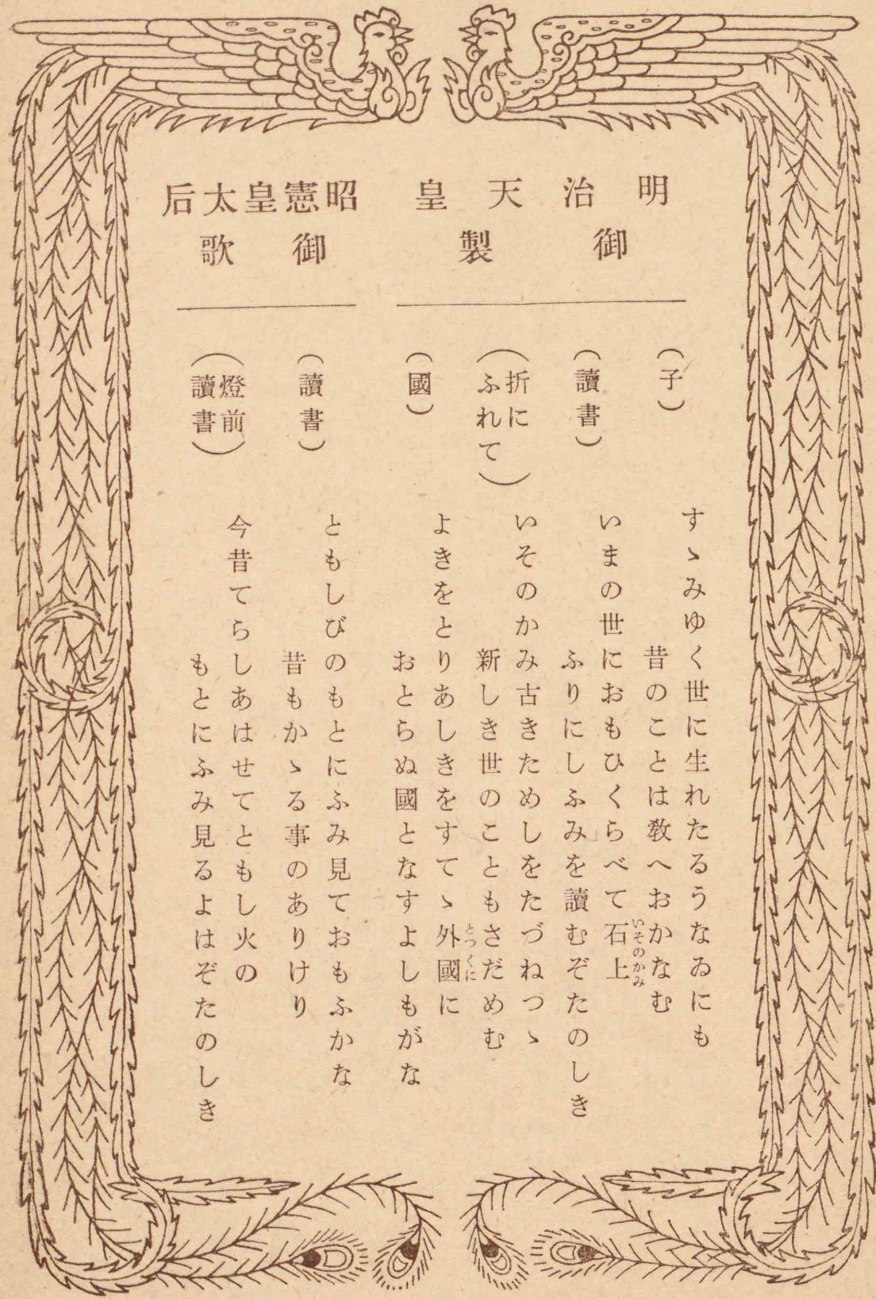 明治天皇
御製
(子)
すゝみゆく世に生れたるうなゐにも
昔のことは敎へおかなむ
(讀書)
いまの世におもひくらべて石上
いそのかみ
ふりにしふみを讀むぞたのしき
(折に
ふれて)
いそのかみ古きためしをたづねつゝ
新しき世のこともさだめむ
(國)
よきをとりあしきをすてゝ外國に
とつくに
おとらぬ國となすよしもがな
昭憲皇太后
御歌
(讀書)
ともしびのもとにふみ見ておもふかな
昔もかゝる事のありけり
(燈前
讀書)
今昔てらしあはせてともし火の
もとにふみ見るよはぞたのしき